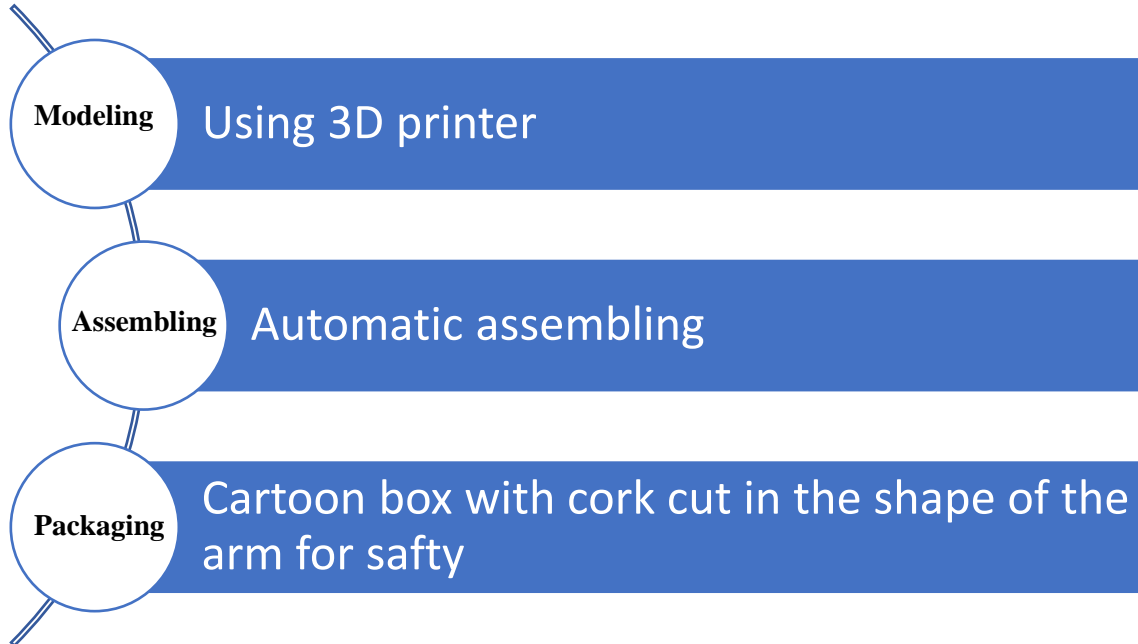 Modeling
Using 3D printer
Assembling
Automatic assembling
Packaging
Cartoon box with cork cut in the shape of the
arm for safty